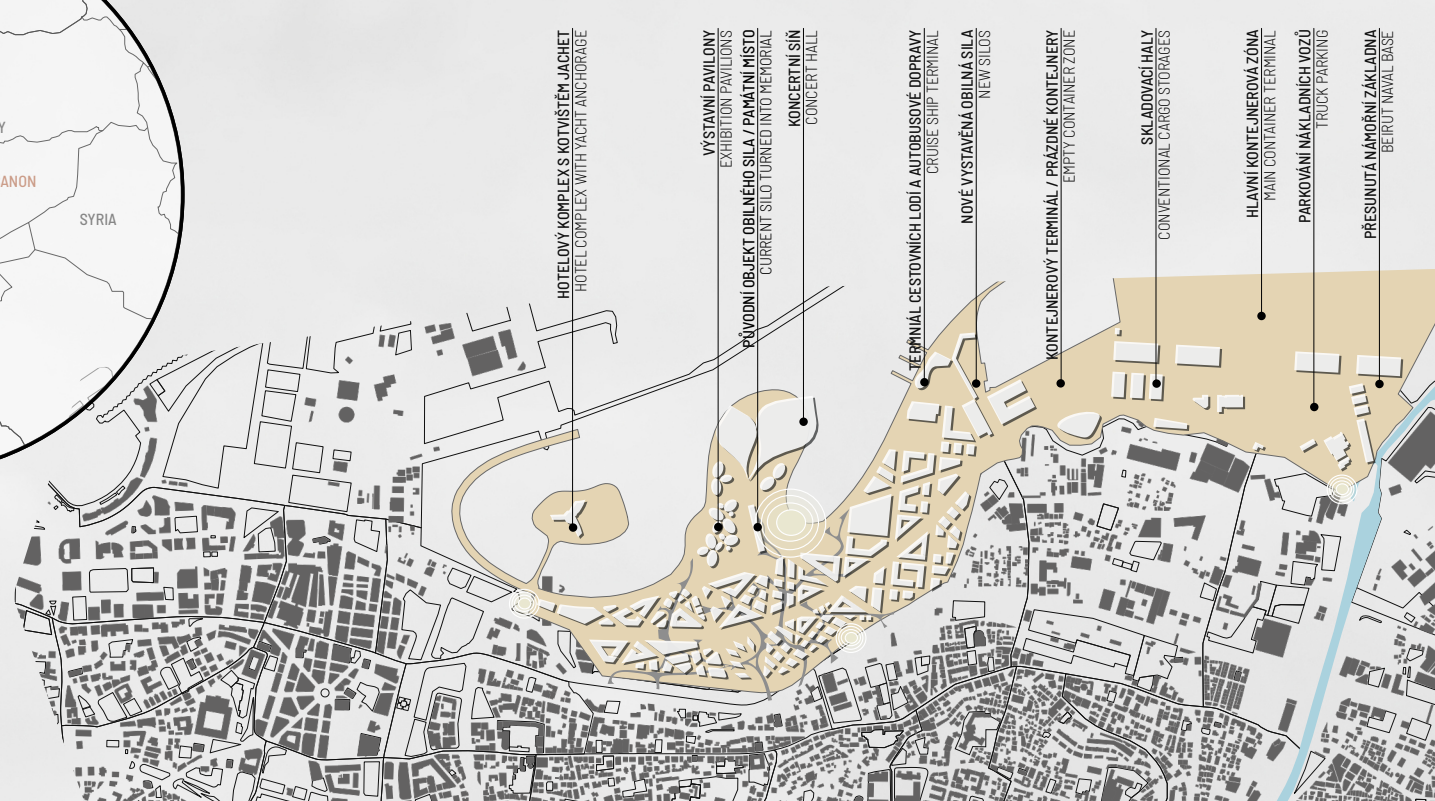 Y
ANON
SYRIA
HOTELOVÝ KOMPLEX S KOTVIŠTĚM JACHET
HOTEL COMPLEX WITH YACHT ANCHORAGE
VÝSTAVNÍ PAVILONY
EXHIBITION PAVILIONS
PŮVODNÍ OBJEKT OBILNÉHO SILA / PAMÁTNÍ MÍSTO
CURRENT SILO TURNED INTO MEMORIAL
KONCERTNÍ SÍŇ
CONCERT HALL
TERMINÁL CESTOVNÍCH LODÍ A AUTOBUSOVÉ DOPRAVY
CRUISE SHIP TERMINAL
NOVÉ VYSTAVĚNÁ OBILNÁ SILA
NEW SILOS
KONTEJNEROVÝ TERMINÁL / PRÁZDNÉ KONTEJNERY
EMPTY CONTAINER ZONE
SKLADOVACÍ HALY
CONVENTIONAL CARGO STORAGES
HLAVNÍ KONTEJNEROVÁ ZÓNA
MAIN CONTAINER TERMINAL
PARKOVÁNÍ NÁKLADNÍCH VOZŮ
TRUCK PARKING
PŘESUNUTÁ NÁMOŘNÍ ZÁKLADNA
BEIRUT NAVAL BASE